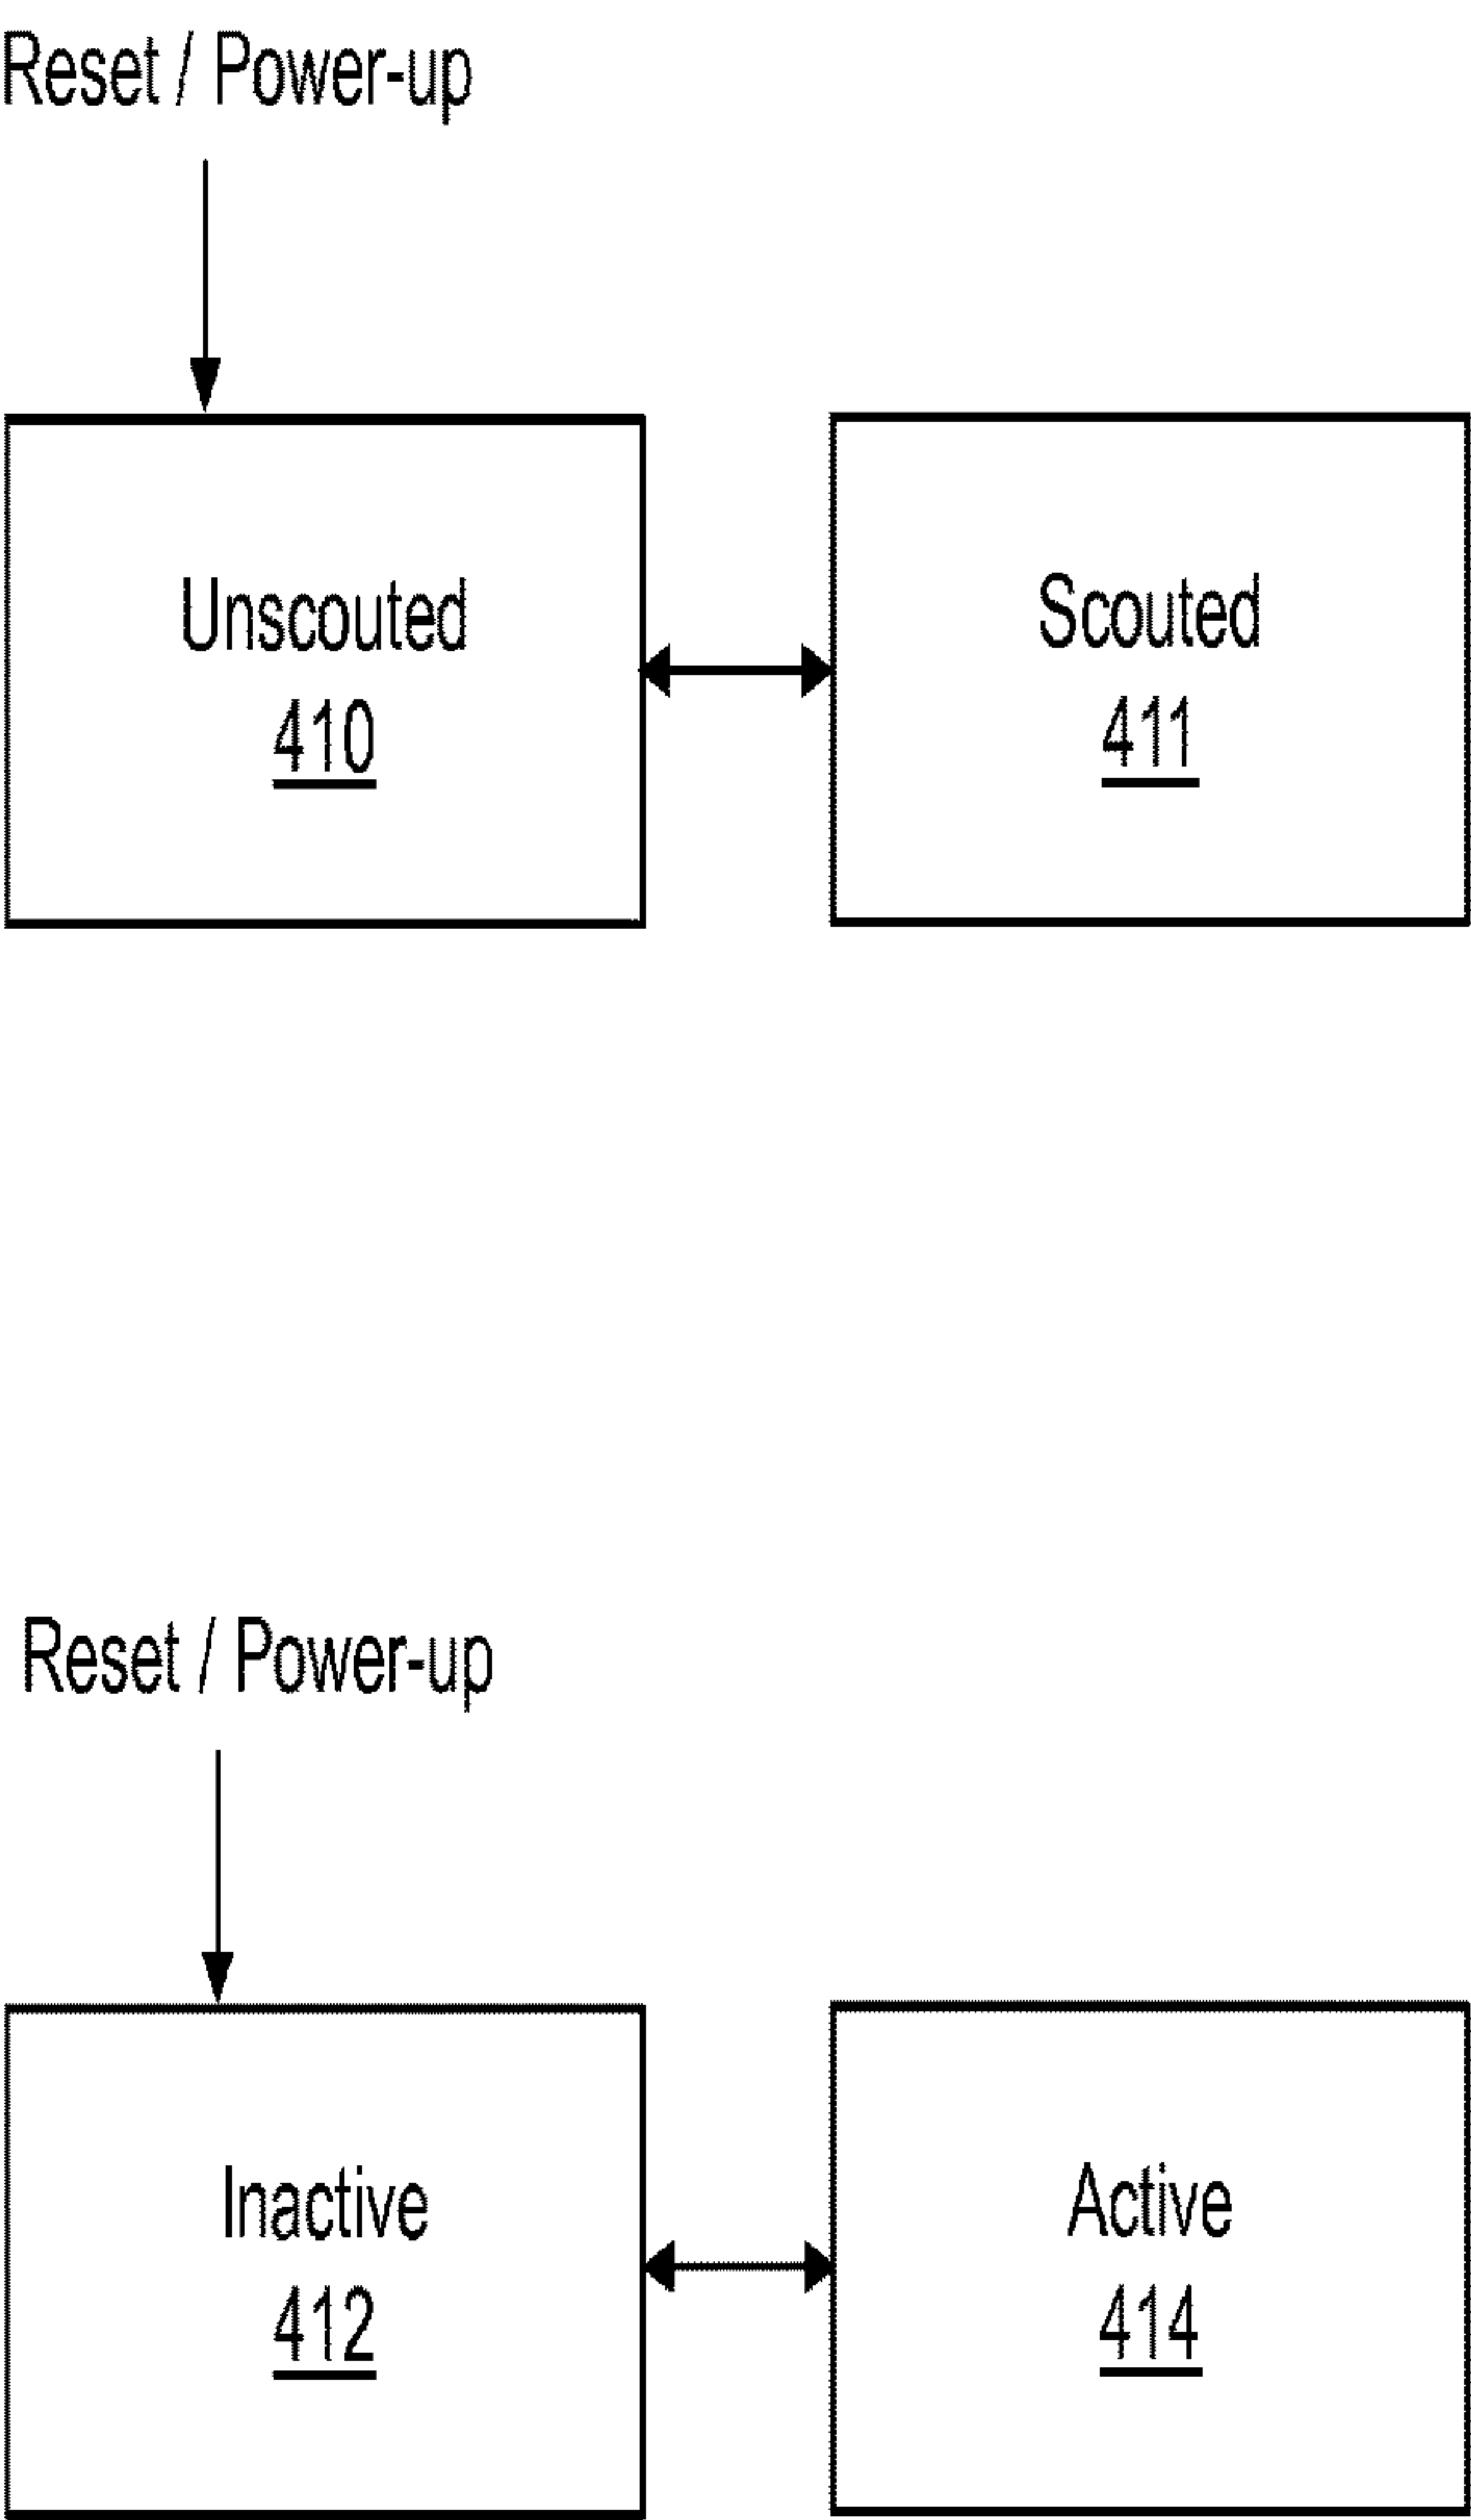 Reset / Power-up
Unscouted
410
Scouted
411
Reset / Power-up
Inactive
412
Active
414